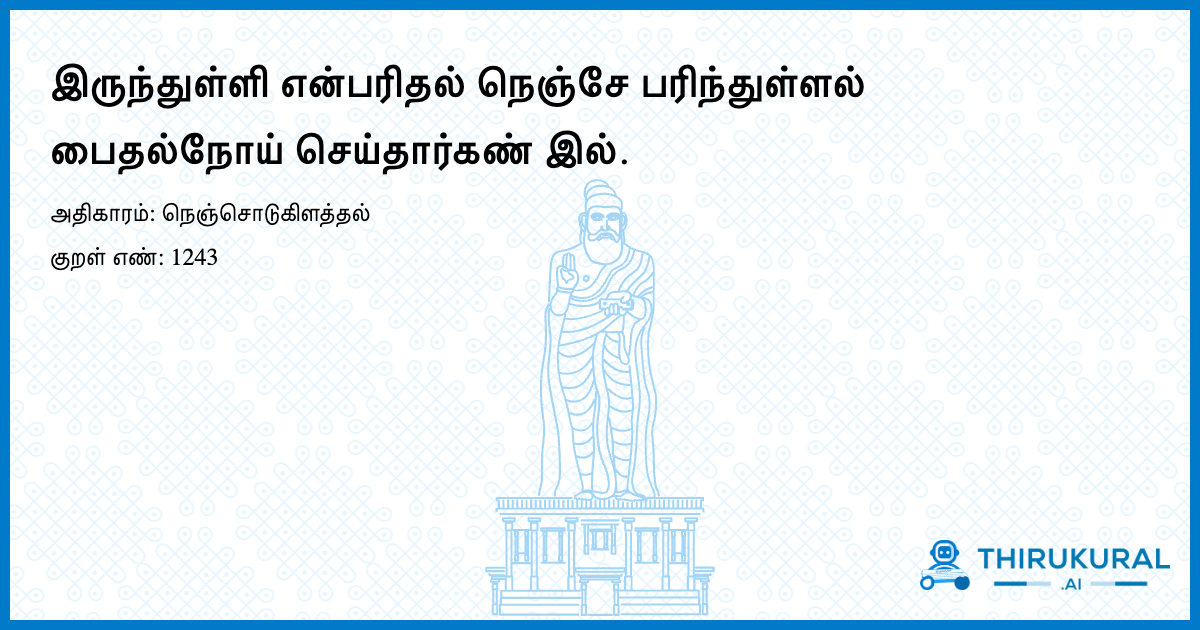 இருந்துள்ளி என்பரிதல் நெஞ்சே பரிந்துள்ளல்
பைதல்நோய் செய்தார்கண் இல்.
அதிகாரம்: நெஞ்சொடுகிளத்தல்
குறள் எண்: 1243
THIRUKURAL
.AI